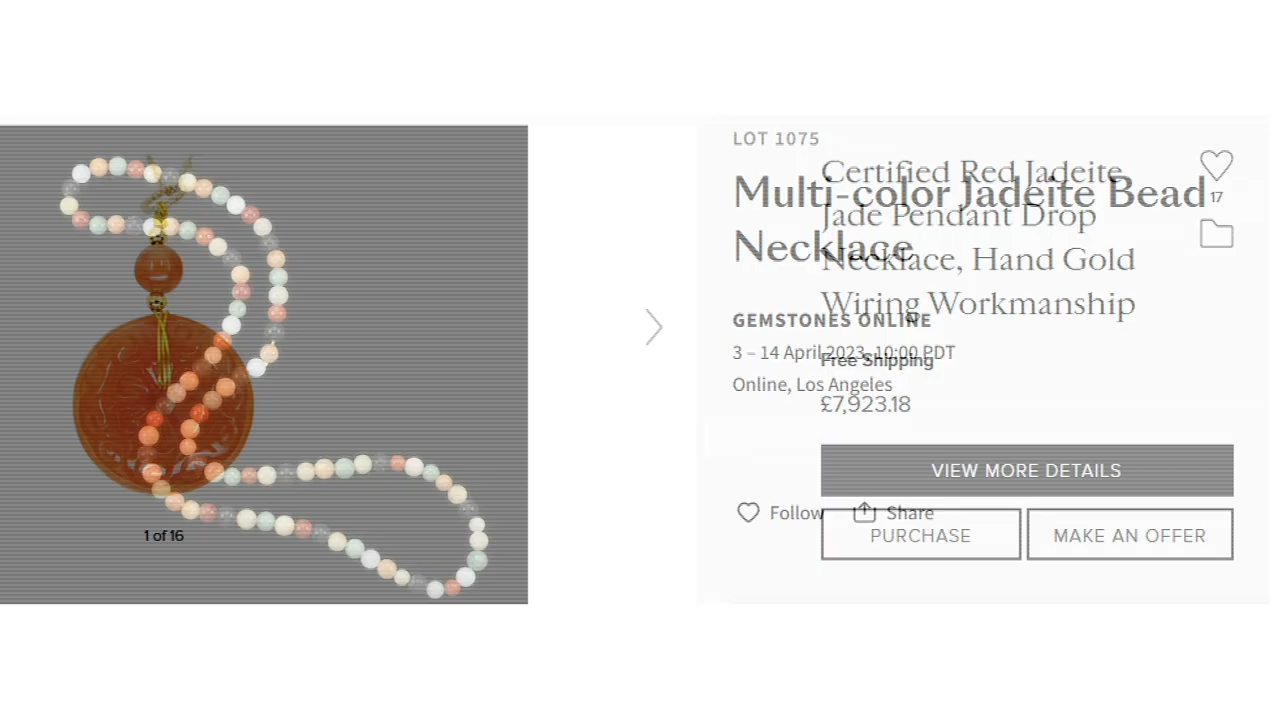 LOT 1075
Multi-color Jadeite Bead
Necklace
GEMSTONES ONLINE
3 – 14 April 2023, 10:00 PDT
Online, Los Angeles
Follow
Share
Certified Red Jadeite
Jade Pendant Drop
Necklace, Hand Gold
Wiring Workmanship
17
Free Shipping
£7,923.18
VIEW MORE DETAILS
PURCHASE
MAKE AN OFFER
1 of 16